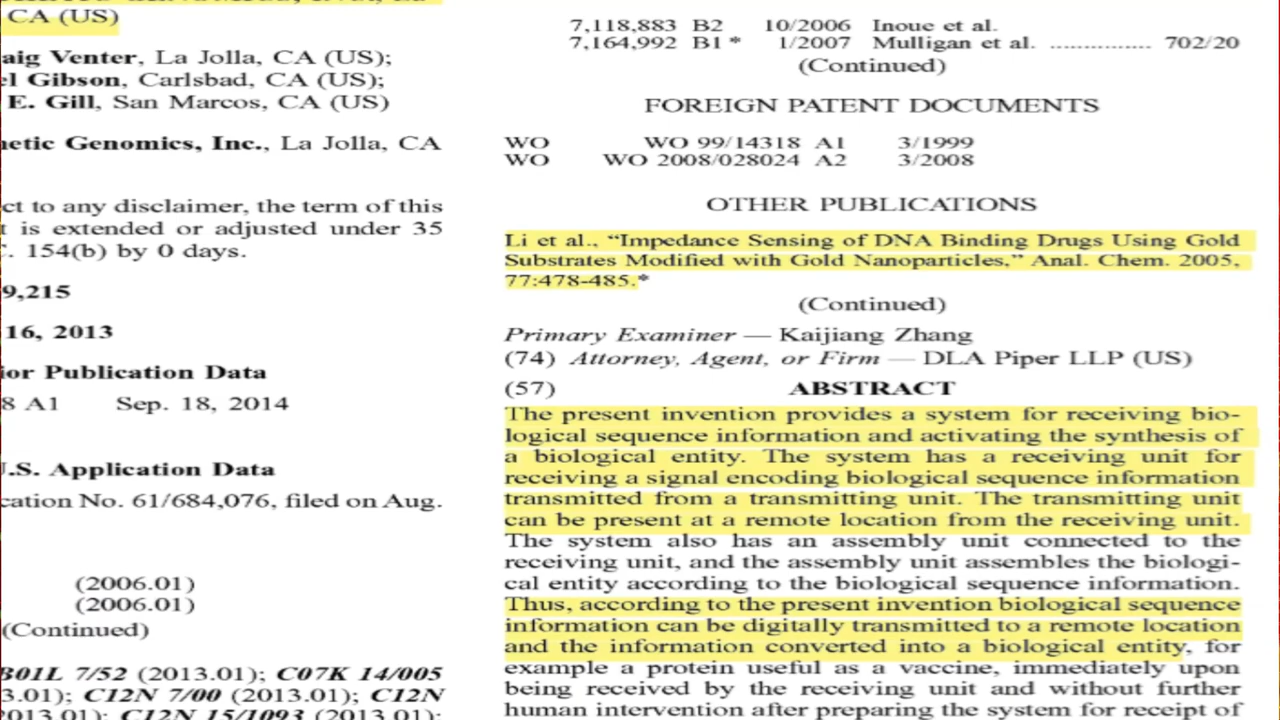 CA (US)
aig Venter, La Jolla, CA (US);
el Gibson, Carlsbad, CA (US);
E. Gill, San Marcos, CA (US)
netic Genomics, Inc., La Jolla, CA
ct to any disclaimer, the term of this
t is extended or adjusted under 35
C. 154(b) by 0 days.
9,215
16, 2013
ior Publication Data
8 A1 Sep. 18, 2014
U.S. Application Data
cation No. 61/684,076, filed on Aug.
(2006.01)
(2006.01)
(Continued)
B01L 7/52 (2013.01); C07K 14/005
3.01); C12N 7/00 (2013.01); C12N
2013.01); C12N 15/1093 (2013.01);
7,118,883 B2 10/2006 Inoue et al.
7,164,992 B1 * 1/2007 Mulligan et al. ............... 702/20
(Continued)
FOREIGN PATENT DOCUMENTS
WO WO 99/14318 A1 3/1999
WO WO 2008/028024 A2 3/2008
OTHER PUBLICATIONS
Li et al., “Impedance Sensing of DNA Binding Drugs Using Gold
Substrates Modified with Gold Nanoparticles,” Anal. Chem. 2005,
77:478-485.*
(Continued)
Primary Examiner — Kaijiang Zhang
(74) Attorney, Agent, or Firm — DLA Piper LLP (US)
(57) ABSTRACT
The present invention provides a system for receiving bio-
logical sequence information and activating the synthesis of
a biological entity. The system has a receiving unit for
receiving a signal encoding biological sequence information
transmitted from a transmitting unit. The transmitting unit
can be present at a remote location from the receiving unit.
The system also has an assembly unit connected to the
receiving unit, and the assembly unit assembles the biologi-
cal entity according to the biological sequence information.
Thus, according to the present invention biological sequence
information can be digitally transmitted to a remote location
and the information converted into a biological entity, for
example a protein useful as a vaccine, immediately upon
being received by the receiving unit and without further
human intervention after preparing the system for receipt of